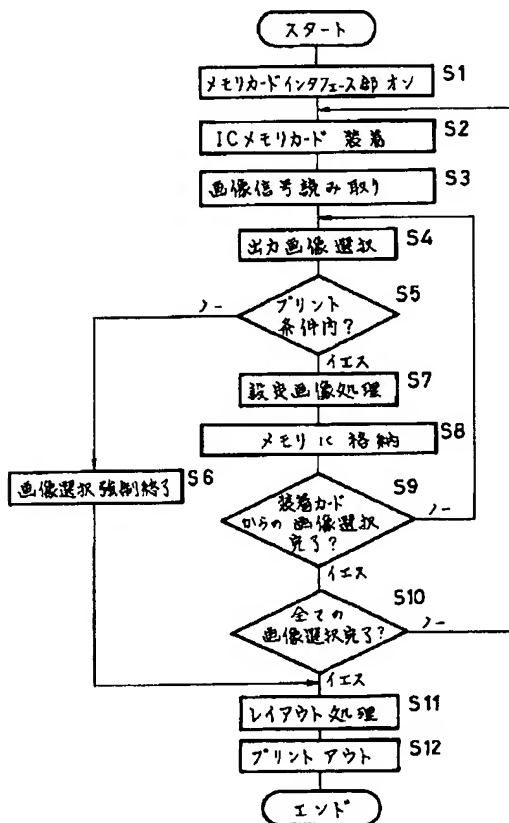 スタート
メモリカードインタフェース部オン
S1
ICメモリカード 装着
S2
画像信号読み取り
S3
出力画像選択
S4
プリント
条件内?
S5
ノー
イエス
設定画像処理
S7
メモリIC 格納
S8
画像選択強制終了
S6
装着カード
からの画像選択
完了?
S9
ノー
イエス
全ての
画像選択完了?
S10
ノー
イエス
レイアウト処理
S11
プリントアウト
S12
エンド